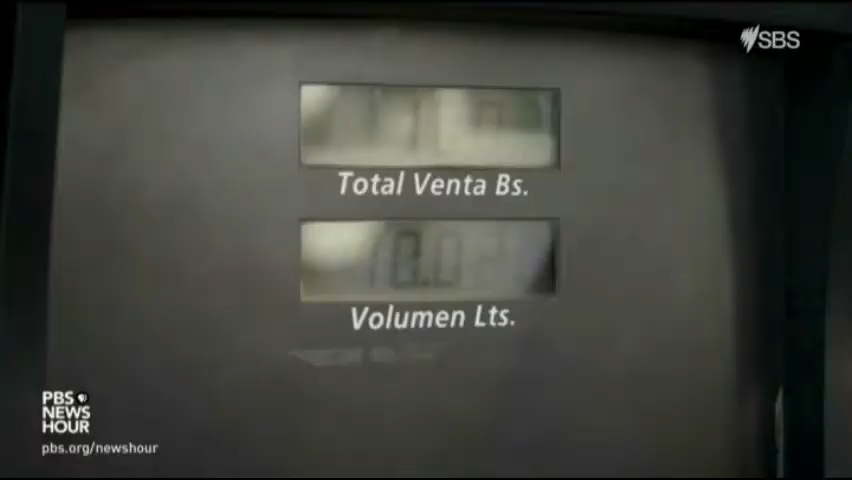 SBS
Total Venta Bs.
Volumen Lts.
PBS
NEWS
HOUR
pbs.org/newshour